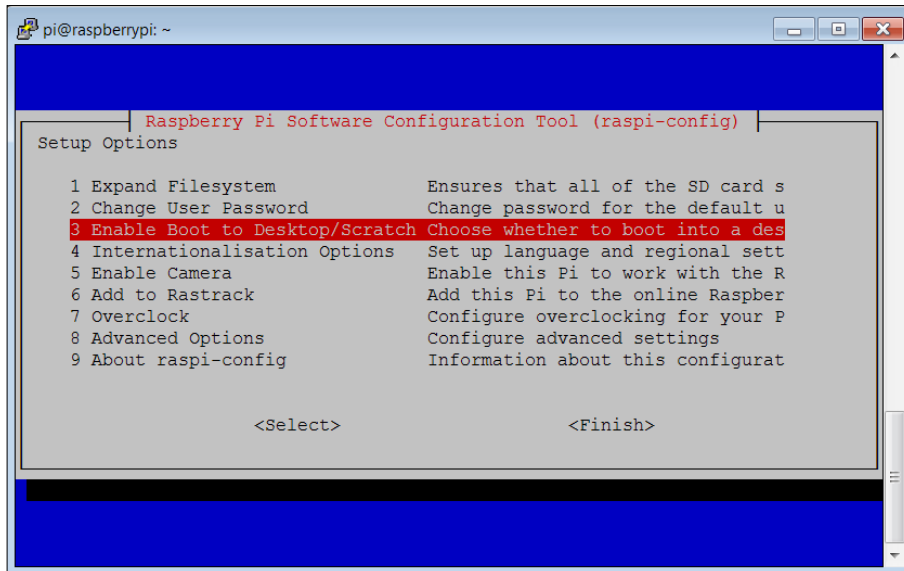 pi@raspberrypi: ~
Raspberry Pi Software Configuration Tool (raspi-config)
Setup Options
1 Expand Filesystem Ensures that all of the SD card s
2 Change User Password Change password for the default u
3 Enable Boot to Desktop/Scratch Choose whether to boot into a des
4 Internationalisation Options Set up language and regional sett
5 Enable Camera Enable this Pi to work with the R
6 Add to Rastrack Add this Pi to the online Raspber
7 Overclock Configure overclocking for your P
8 Advanced Options Configure advanced settings
9 About raspi-config Information about this configurat
<Select> <Finish>